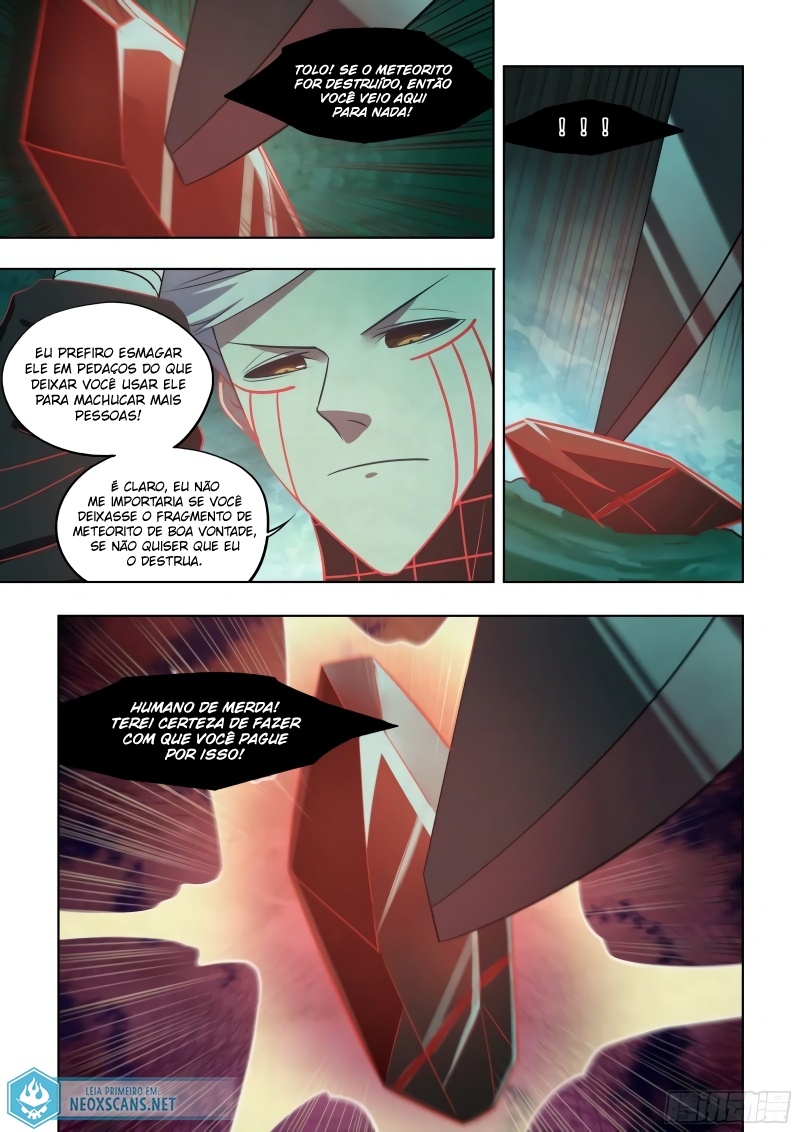 TOLO! SE O METEORITO
FOR DESTRUÍDO, ENTÃO
VOCÊ VEIO AQUI
PARA NADA!
! ! !
EU PREFIRO ESMAGAR
ELE EM PEDAÇOS DO QUE
DEIXAR VOCÊ USAR ELE
PARA MACHUCAR MAIS
PESSOAS!
É CLARO, EU NÃO
ME IMPORTARIA SE VOCÊ
DEIXASSE O FRAGMENTO DE
METEORITO DE BOA VONTADE,
SE NÃO QUISER QUE EU
O DESTRUA.
HUMANO DE MERDA!
TEREI CERTEZA DE FAZER
COM QUE VOCÊ PAGUE
POR ISSO!
LEIA PRIMEIRO EM:
NEOXSCANS.NET